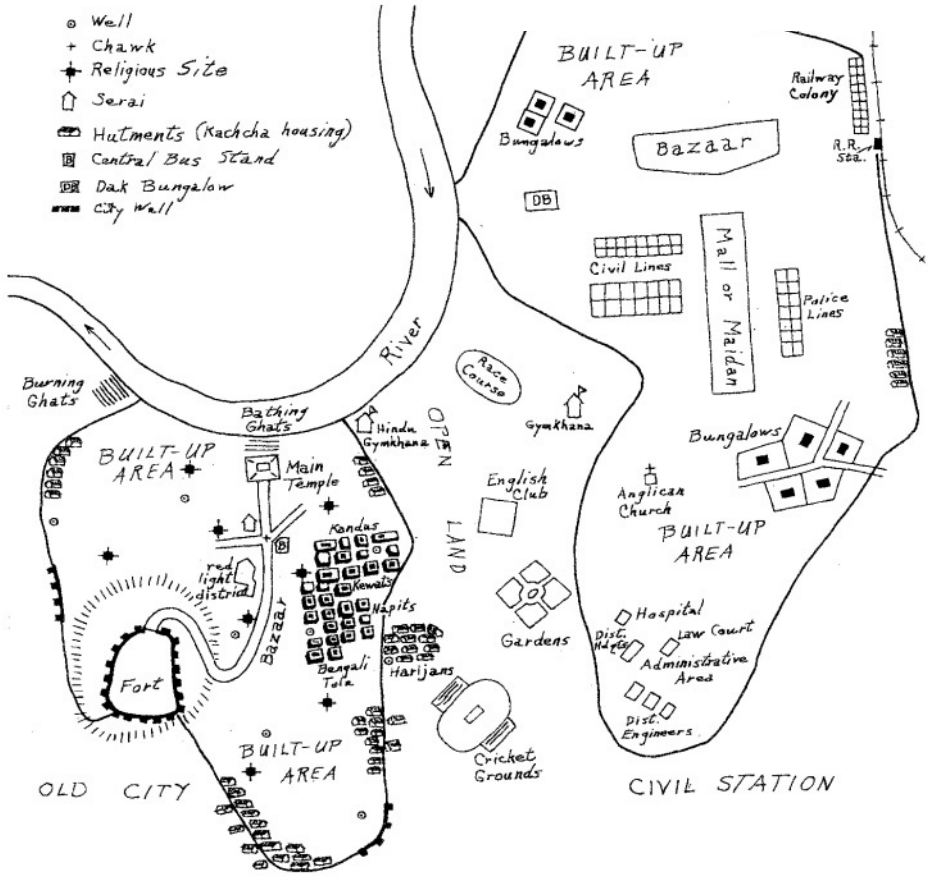 Well
Chawk
Religious Site
Serai
Hutments (Kachcha housing)
B Central Bus Stand
DB Dak Bungalow
City Wall
BUILT-UP
AREA
Bungalows
Railway
Colony
Bazaar
R.R.
Sta.
DB
Civil Lines
Mall or Maidan
Police
Lines
River
Race
Course
Burning
Ghats
Bathing
Ghats
Hindu
Gymkhana
Gymkhana
OPEN
LAND
Bungalows
BUILT-UP
AREA
Main
Temple
English
Club
Anglican
Church
BUILT-UP
AREA
B
Kandus
Kewats
Napits
red
light
district
Bazaar
Bengali
Tola
Harijans
Gardens
Hospital
Dist.
Hdqts
Law Court
Administrative
Area
Dist.
Engineers
Fort
BUILT-UP
AREA
Cricket
Grounds
OLD CITY
CIVIL STATION